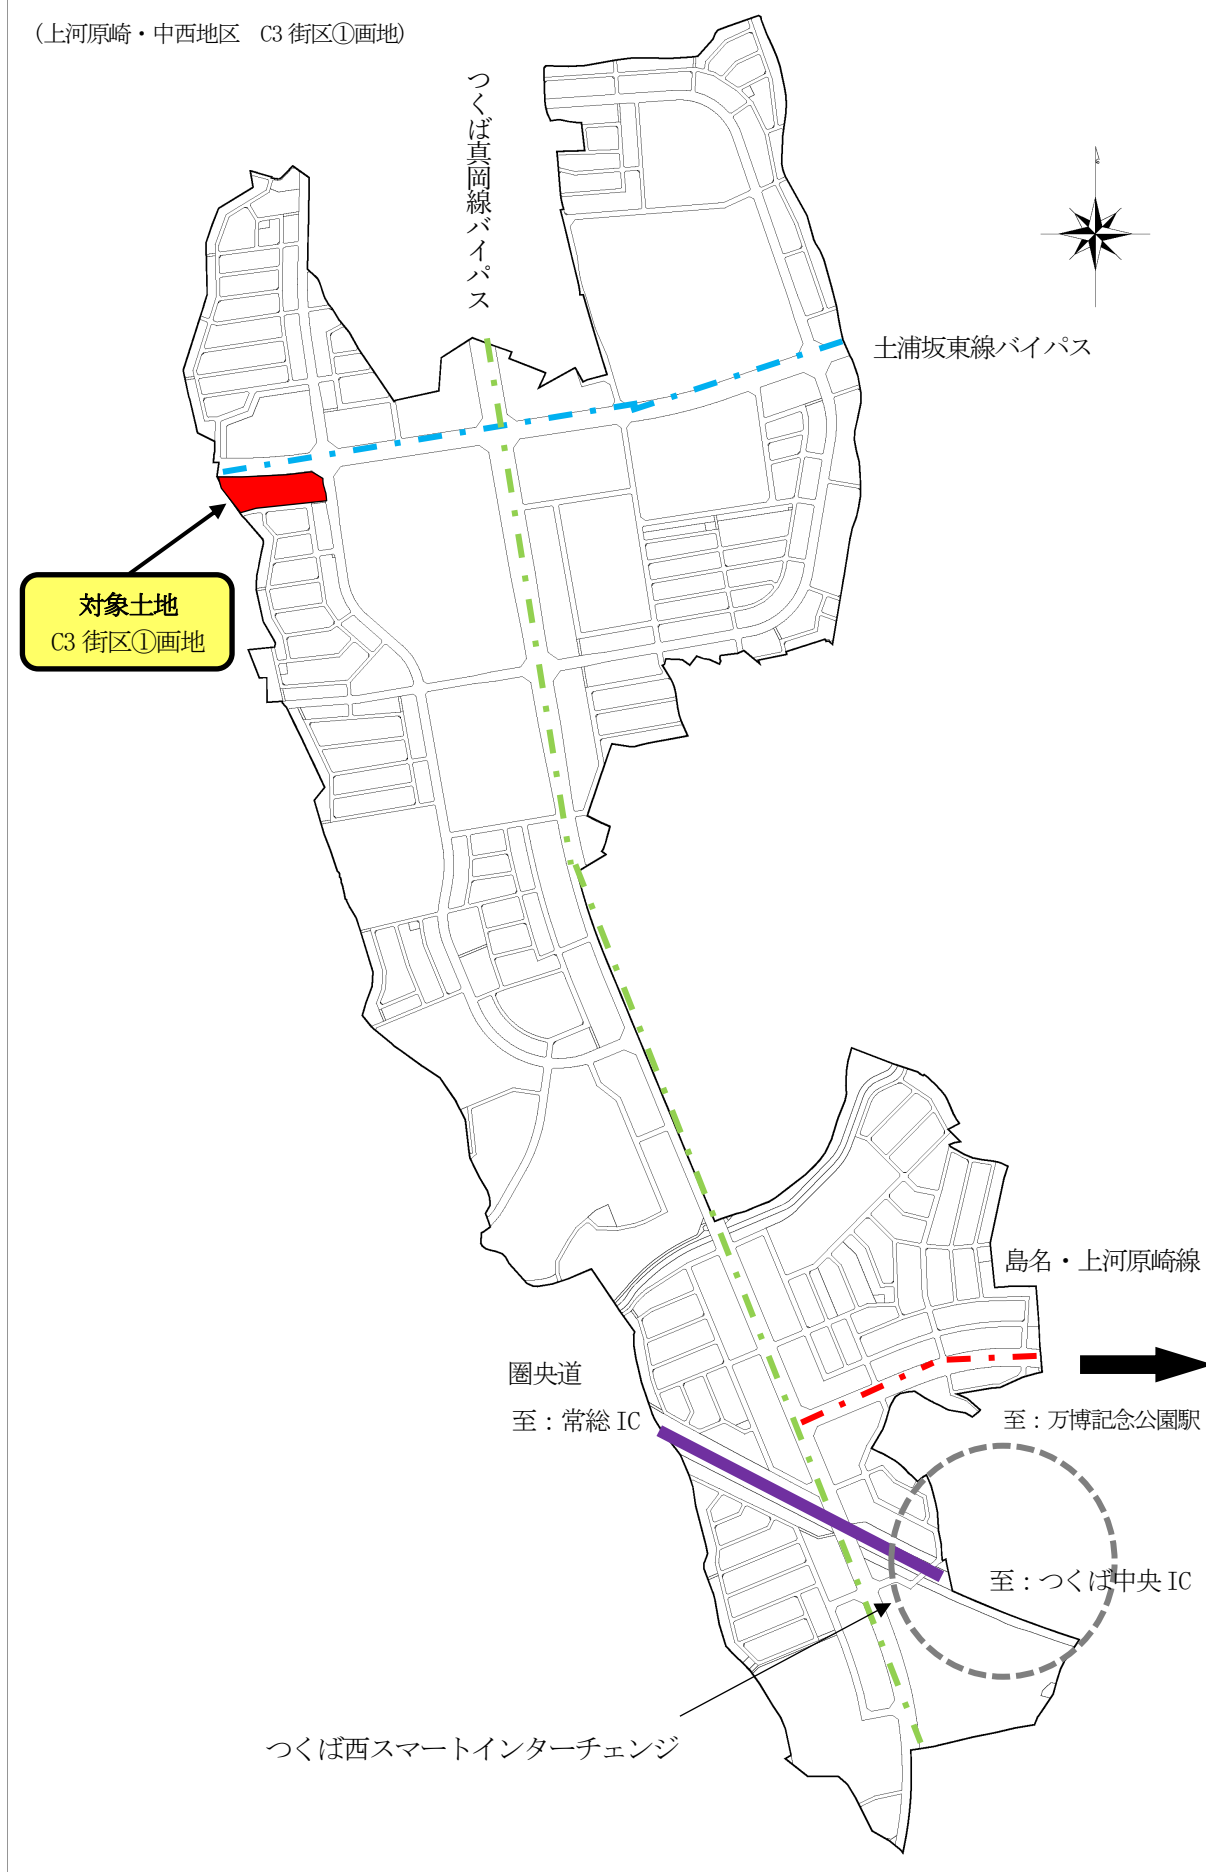 (上河原崎・中西地区　C3 街区①画地)
つくば真岡線バイパス
土浦坂東線バイパス
対象土地
C3 街区①画地
島名・上河原崎線
圏央道
至：常総 IC
至：万博記念公園駅
至：つくば中央 IC
つくば西スマートインターチェンジ